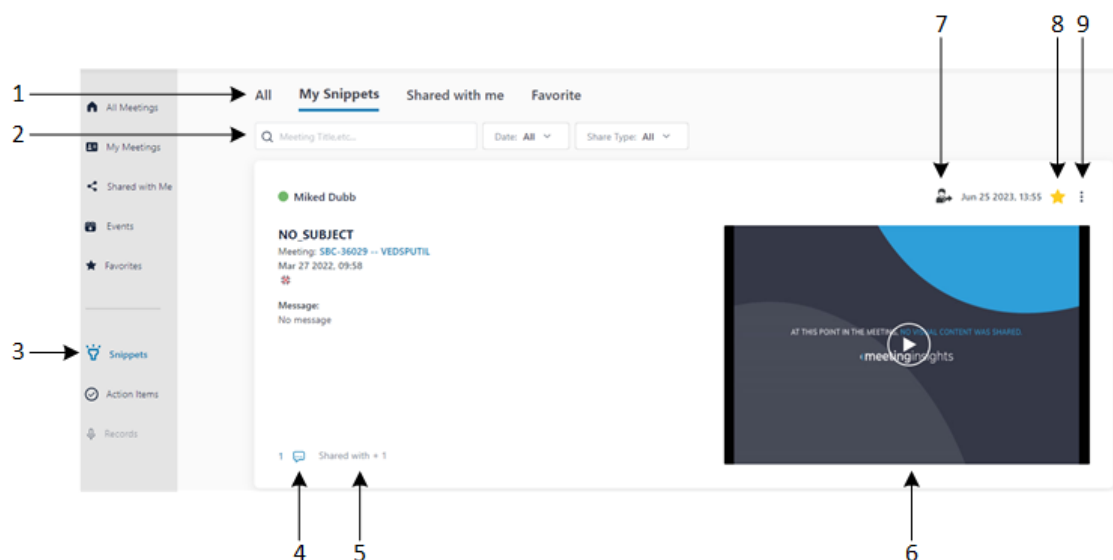 7 8 9
1 All My Snippets Shared with me Favorite
All Meetings
2 Meeting Title,etc... Date: All Share Type: All
My Meetings
Shared with Me
Miked Dubb Jun 25 2023, 13:55
Events
NO_SUBJECT
Meeting: SBC-36029 -- VEDSPUTIL
Favorites Mar 27 2022, 09:58
Message:
No message
AT THIS POINT IN THE MEETING, NO VISUAL CONTENT WAS SHARED.
3 Snippets
meetinginsights
Action Items
Records
1 Shared with + 1
4 5 6